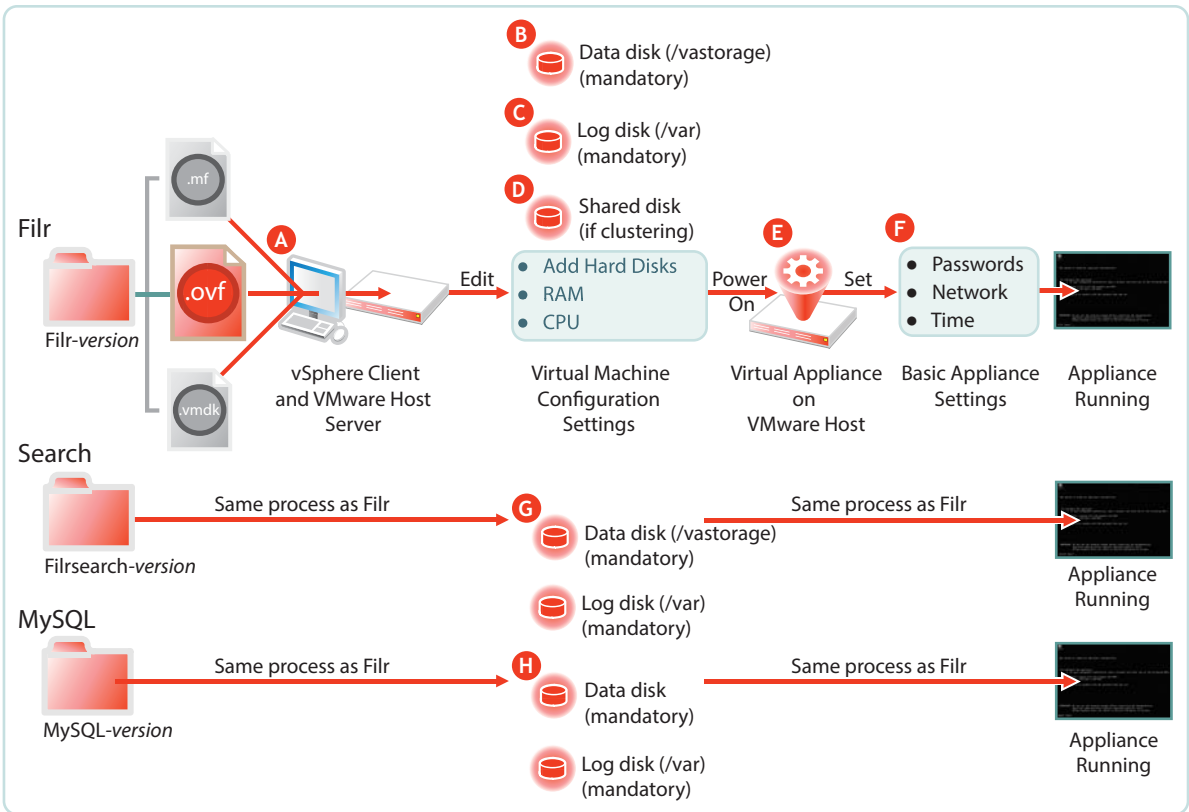 B
Data disk (/vastorage)
(mandatory)
C
Log disk (/var)
(mandatory)
D
Shared disk
(if clustering)
Filr
.mf
.ovf
.vmdk
Filr-version
A
vSphere Client
and VMware Host
Server
Edit
• Add Hard Disks
• RAM
• CPU
Virtual Machine
Configuration
Settings
Power
On
E
Virtual Appliance
on
VMware Host
Set
F
• Passwords
• Network
• Time
Basic Appliance
Settings
Appliance
Running
Search
Filrsearch-version
Same process as Filr
G
Data disk (/vastorage)
(mandatory)
Log disk (/var)
(mandatory)
Same process as Filr
Appliance
Running
MySQL
MySQL-version
Same process as Filr
H
Data disk
(mandatory)
Log disk (/var)
(mandatory)
Same process as Filr
Appliance
Running